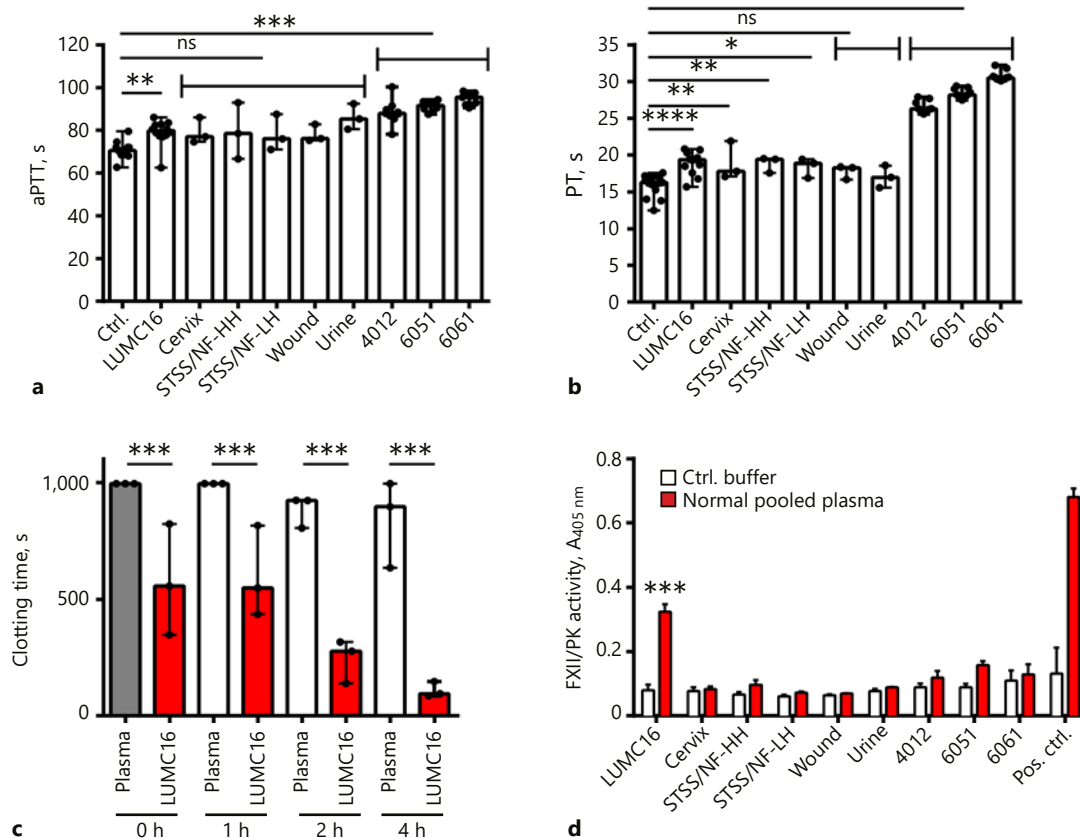 ***
ns
**
120
100
80
60
40
20
0
aPTT, s
Ctrl.
LUMC16
Cervix
STSS/NF-HH
STSS/NF-LH
Wound
Urine
4012
6051
6061
a
ns
*
**
**
****
35
30
25
20
15
10
5
0
PT, s
Ctrl.
LUMC16
Cervix
STSS/NF-HH
STSS/NF-LH
Wound
Urine
4012
6051
6061
b
*** *** *** ***
1,000
500
0
Clotting time, s
Plasma
LUMC16
Plasma
LUMC16
Plasma
LUMC16
Plasma
LUMC16
0 h 1 h 2 h 4 h
c
0.8
0.6
0.4
0.2
0
FXII/PK activity, A405 nm
Ctrl. buffer
Normal pooled plasma
***
LUMC16
Cervix
STSS/NF-HH
STSS/NF-LH
Wound
Urine
4012
6051
6061
Pos. ctrl.
d